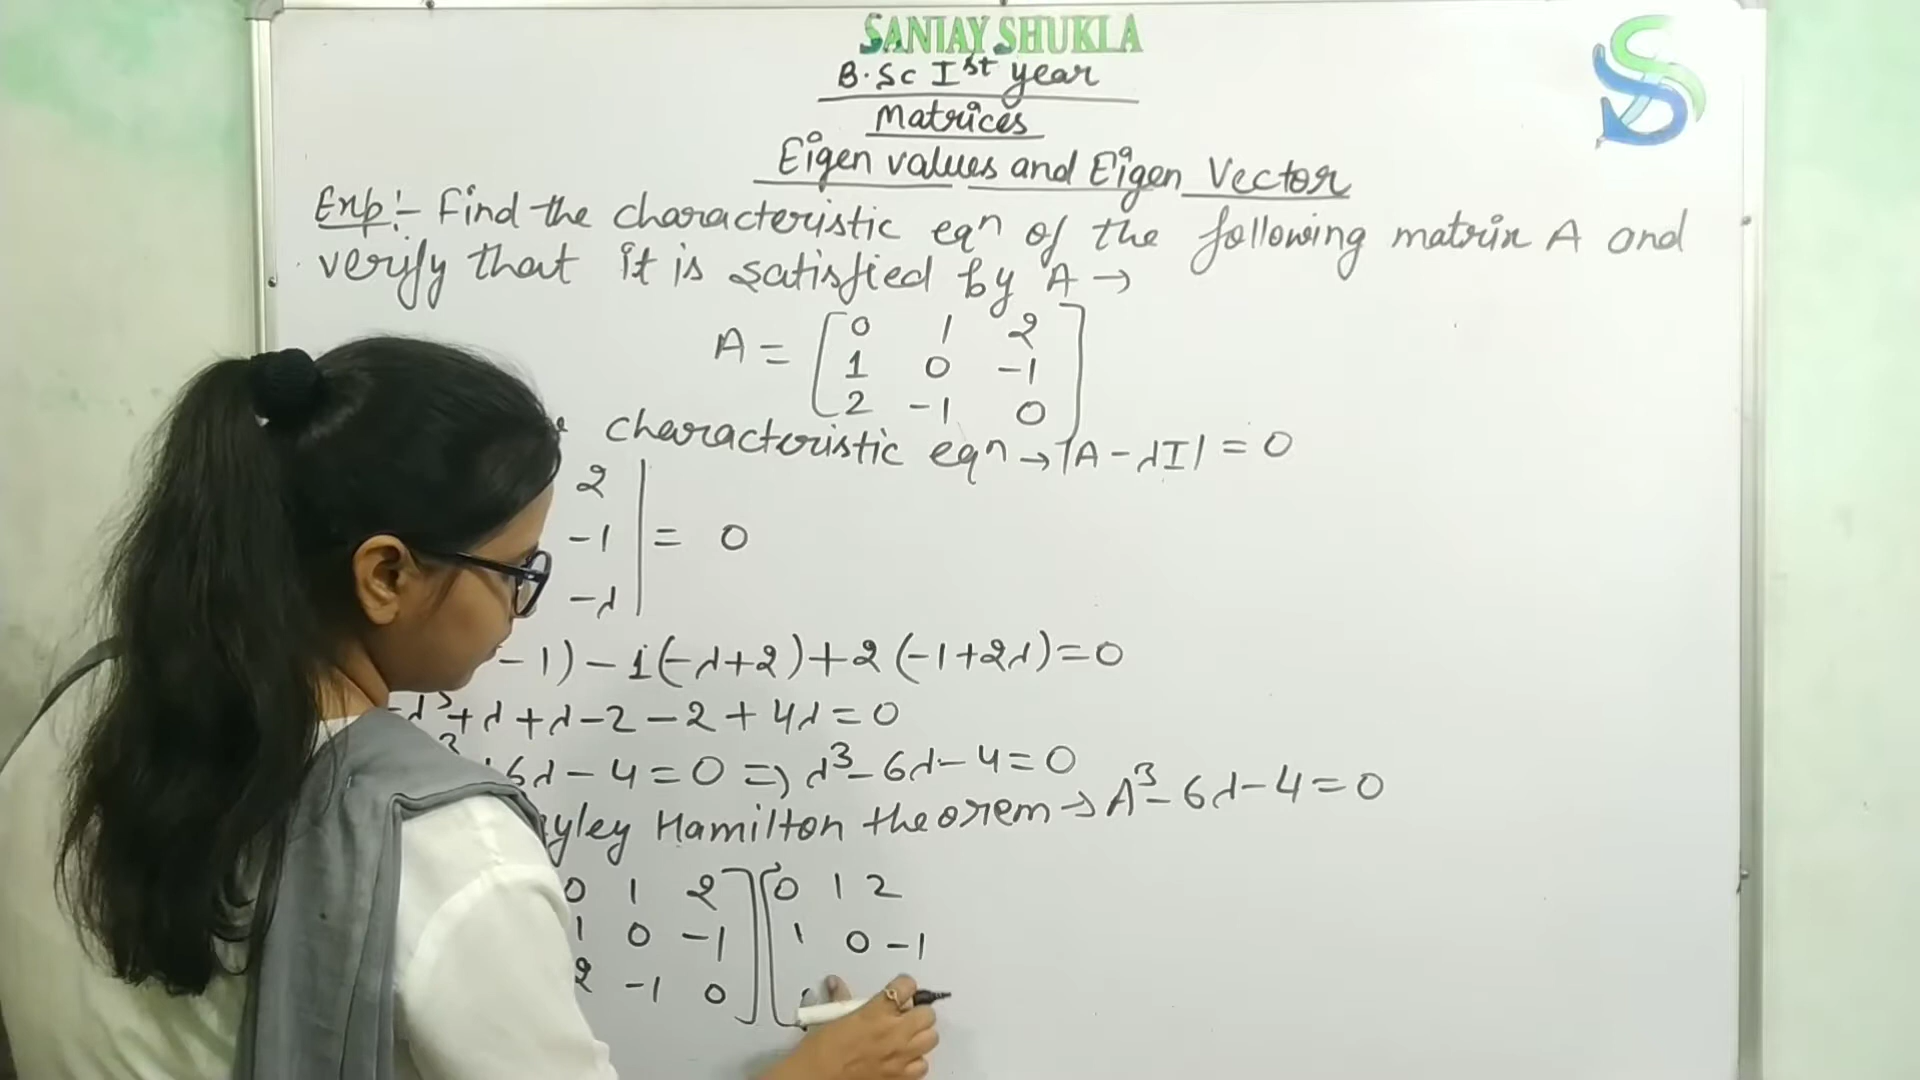 SANJAY SHUKLA
B.Sc Ist year
Matrices
Eigen values and Eigen Vector
Exp:- Find the characteristic eqn of the following matrix A and
verify that it is satisfied by A →
A = [0 1 2
1 0 -1
2 -1 0]
characteristic eqn → |A - λI| = 0
2
-1 | = 0
-λ
-1) - 1(-λ+2) + 2(-1+2λ) = 0
-λ³ + λ + λ - 2 - 2 + 4λ = 0
6λ - 4 = 0 => λ³ - 6λ - 4 = 0
yley Hamilton theorem → A³ - 6λ - 4 = 0
0 1 2] [0 1 2
1 0 -1 1 0 -1
2 -1 0